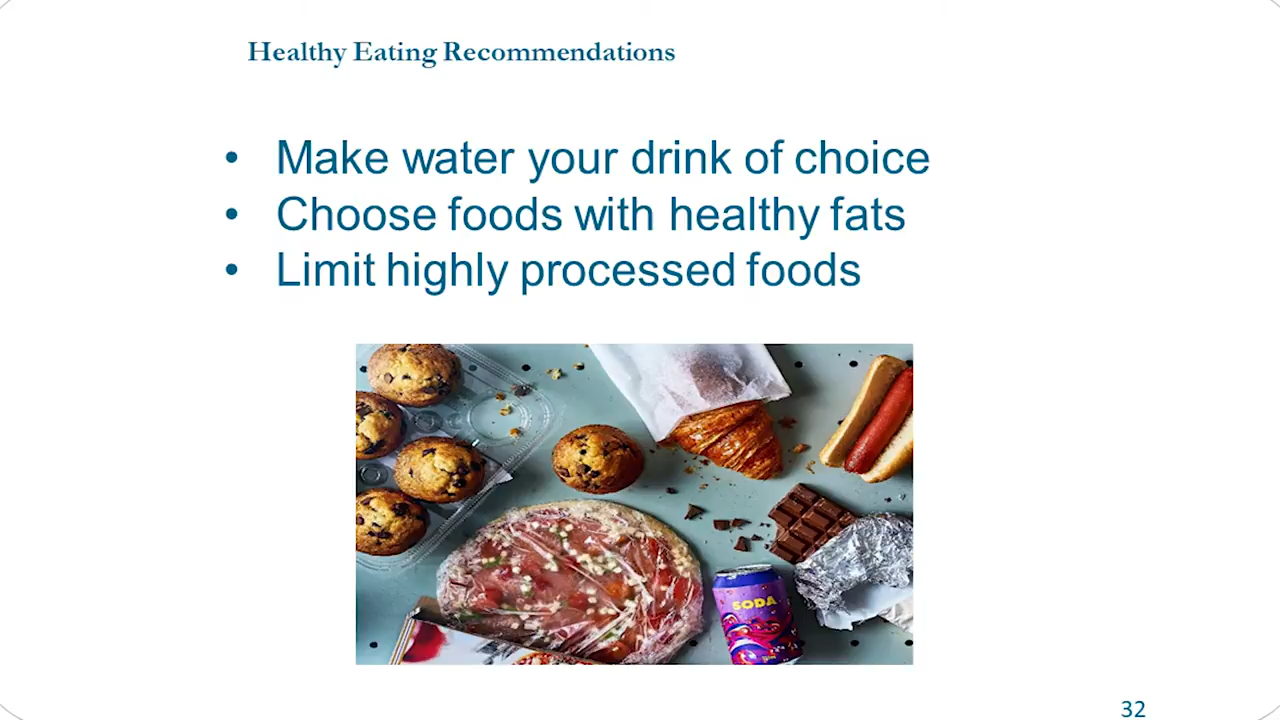 Healthy Eating Recommendations
• Make water your drink of choice
• Choose foods with healthy fats
• Limit highly processed foods
SODA
32